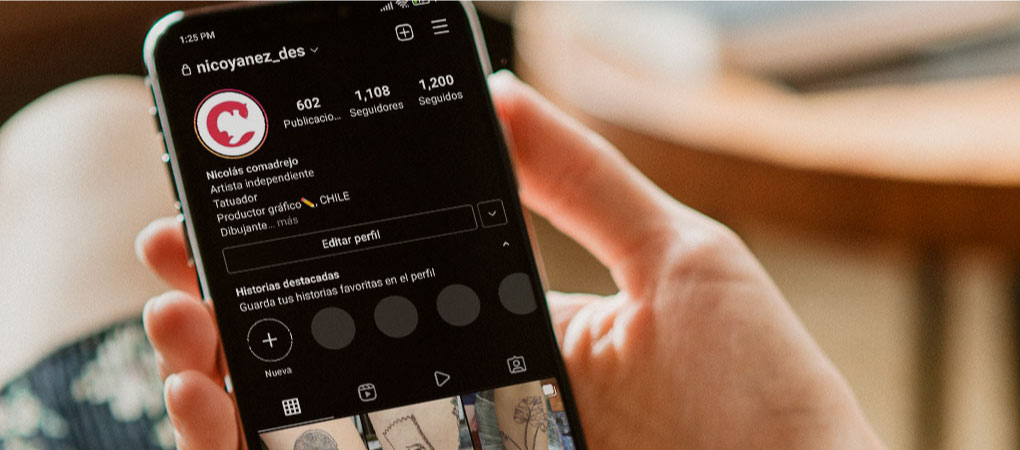 1:25 PM
nicoyanez_des
602
Publicacio...
1,108
Seguidores
1,200
Seguidos
Nicolás comadrejo
Artista independiente
Tatuador
Productor gráfico✏️, CHILE
Dibujante... más
Editar perfil
Historias destacadas
Guarda tus historias favoritas en el perfil
Nueva